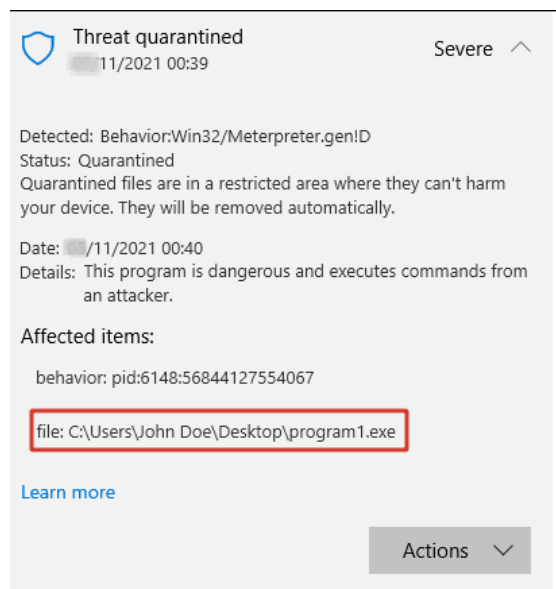 Threat quarantined
/11/2021 00:39
Severe
Detected: Behavior:Win32/Meterpreter.gen!D
Status: Quarantined
Quarantined files are in a restricted area where they can't harm
your device. They will be removed automatically.
Date: /11/2021 00:40
Details: This program is dangerous and executes commands from
an attacker.
Affected items:
behavior: pid:6148:56844127554067
file: C:\Users\John Doe\Desktop\program1.exe
Learn more
Actions